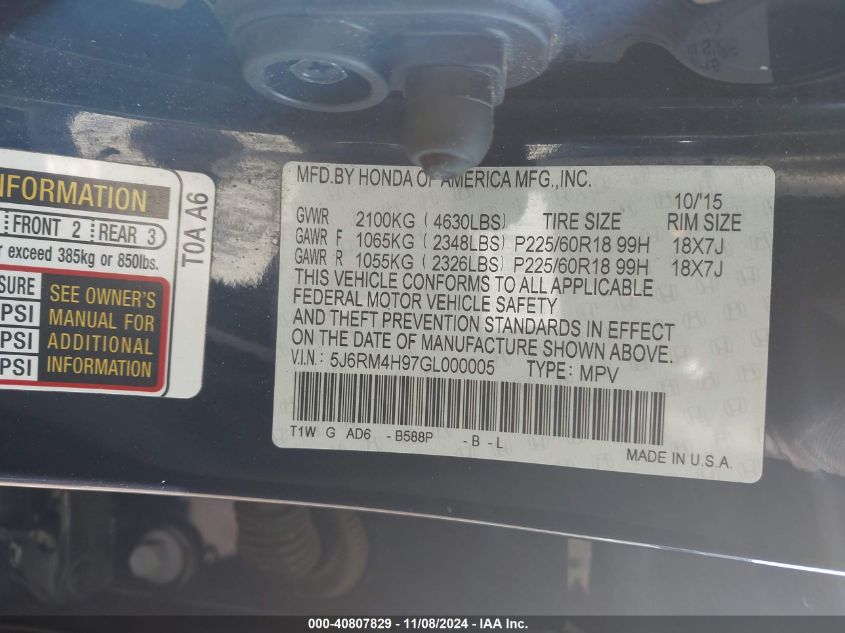 NFORMATION
FRONT 2 REAR 3
r exceed 385kg or 850lbs.
SURE
PSI
PSI
PSI
SEE OWNER'S
MANUAL FOR
ADDITIONAL
INFORMATION
T0A A6
MFD.BY HONDA OF AMERICA MFG.,INC.
10/'15
GVWR 2100KG (4630LBS) TIRE SIZE RIM SIZE
GAWR F 1065KG (2348LBS) P225/60R18 99H 18X7J
GAWR R 1055KG (2326LBS) P225/60R18 99H 18X7J
THIS VEHICLE CONFORMS TO ALL APPLICABLE
FEDERAL MOTOR VEHICLE SAFETY
AND THEFT PREVENTION STANDARDS IN EFFECT
ON THE DATE OF MANUFACTURE SHOWN ABOVE.
V.I.N: 5J6RM4H97GL000005 TYPE: MPV
T1W G AD6 -B588P -B-L
MADE IN U.S.A.
000-40807829 - 11/08/2024 - IAA Inc.